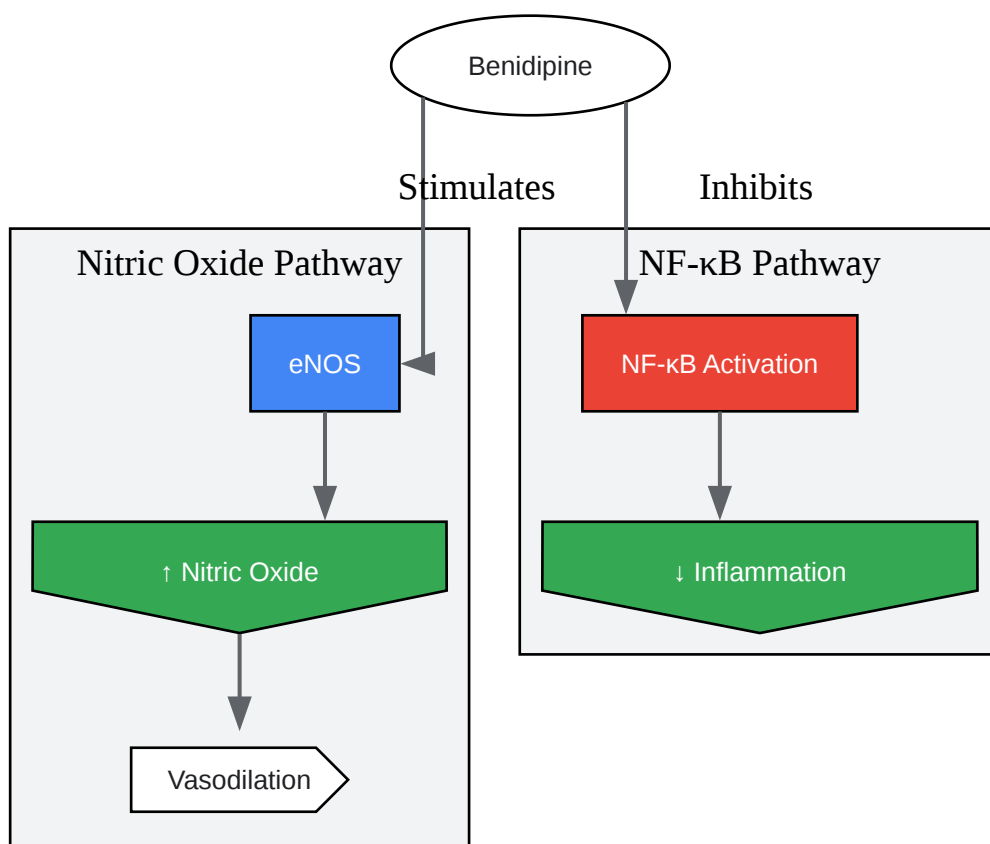 Benidipine
Stimulates
Inhibits
Nitric Oxide Pathway
NF-κB Pathway
eNOS
NF-κB Activation
↑ Nitric Oxide
↓ Inflammation
Vasodilation